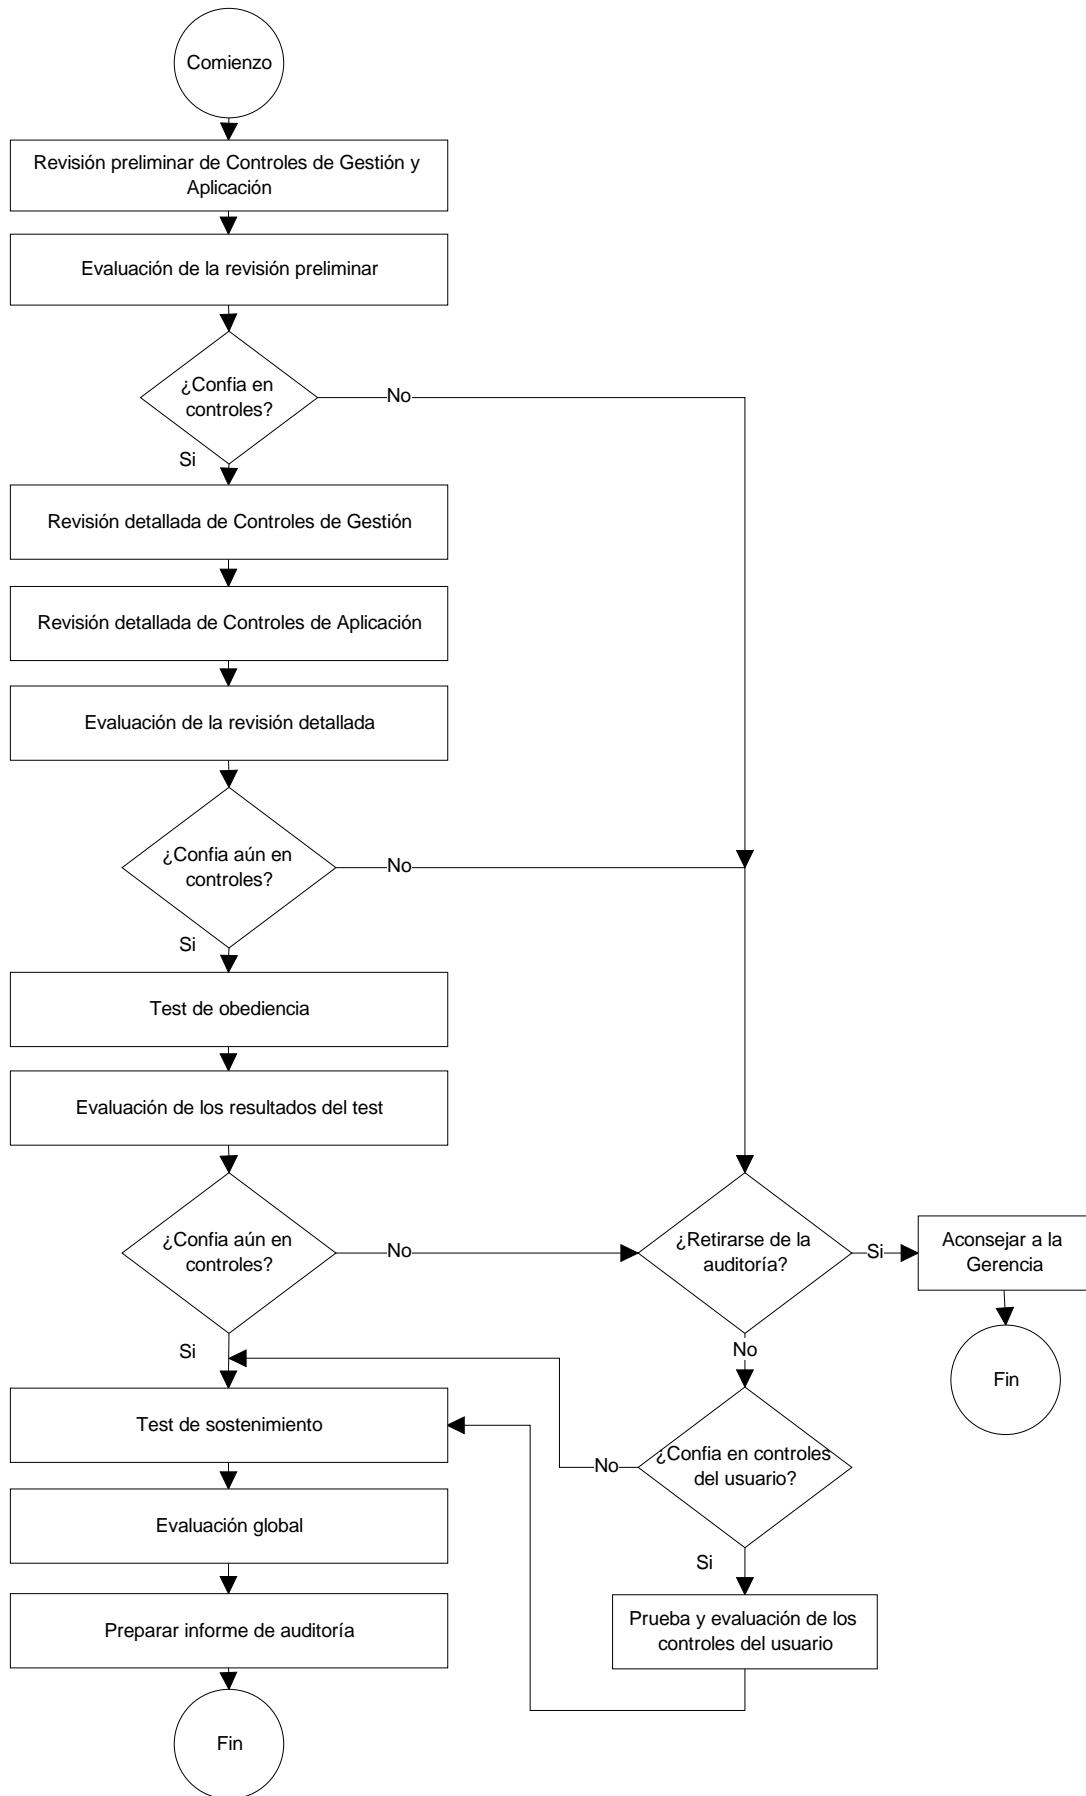 Comienzo
Revisión preliminar de Controles de Gestión y
Aplicación
Evaluación de la revisión preliminar
¿Confia en
controles?
No
Si
Revisión detallada de Controles de Gestión
Revisión detallada de Controles de Aplicación
Evaluación de la revisión detallada
¿Confia aún en
controles?
No
Si
Test de obediencia
Evaluación de los resultados del test
¿Confia aún en
controles?
No
¿Retirarse de la
auditoría?
Si
Aconsejar a la
Gerencia
Si
No
Fin
Test de sostenimiento
¿Confia en controles
del usuario?
No
Evaluación global
Si
Preparar informe de auditoría
Prueba y evaluación de los
controles del usuario
Fin